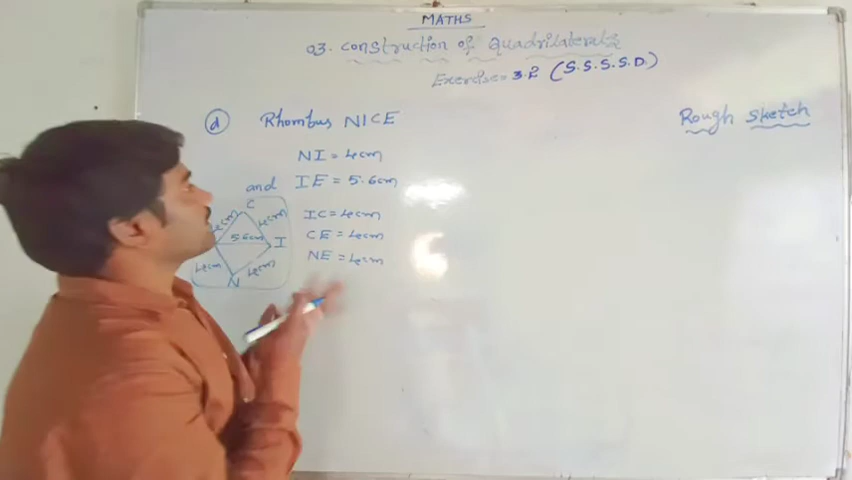 MATHS
03. Construction of Quadrilaterals
Exercise = 3.2 (S.S.S.S.D.)
d Rhombus NICE
Rough Sketch
NI = 4cm
and IE = 5.6cm
IC = 4cm
CE = 4cm
NE = 4cm
C
4cm 4cm
5.6cm I
4cm 4cm
N